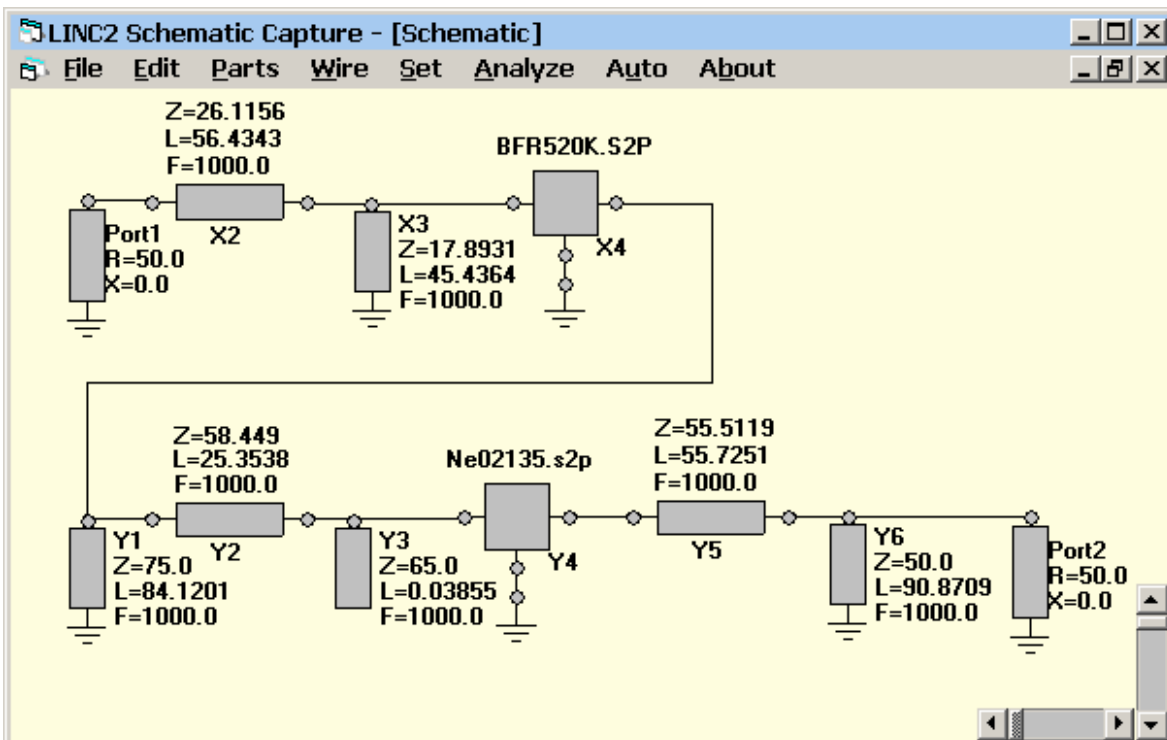 LINC2 Schematic Capture - [Schematic]
File Edit Parts Wire Set Analyze Auto About
Z=26.1156
L=56.4343
F=1000.0
X2
BFR520K.S2P
X4
Port1
R=50.0
X=0.0
X3
Z=17.8931
L=45.4364
F=1000.0
Z=58.449
L=25.3538
F=1000.0
Y2
Ne02135.s2p
Y4
Z=55.5119
L=55.7251
F=1000.0
Y5
Y1
Z=75.0
L=84.1201
F=1000.0
Y3
Z=65.0
L=0.03855
F=1000.0
Y6
Z=50.0
L=90.8709
F=1000.0
Port2
R=50.0
X=0.0